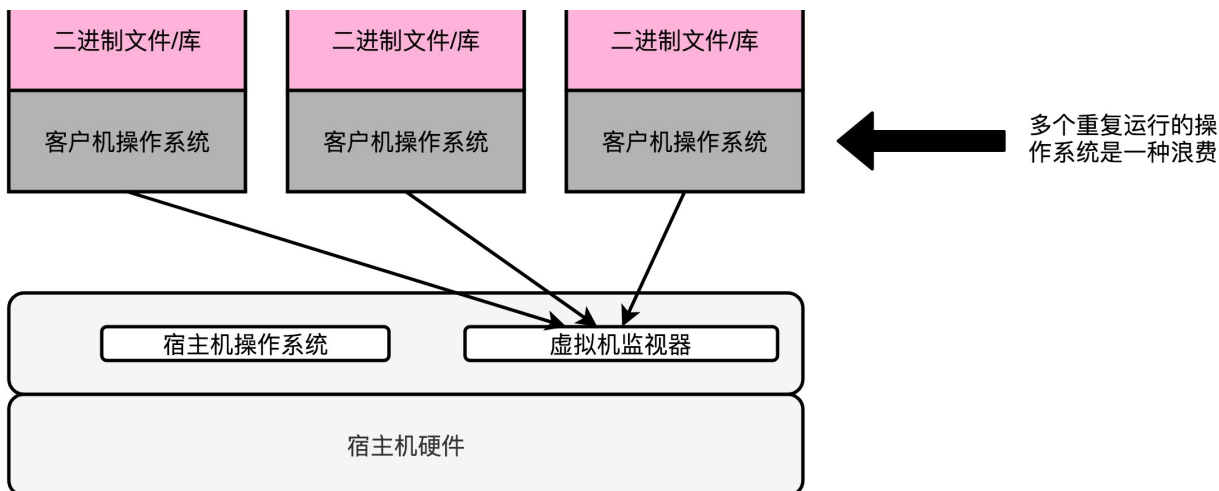 二进制文件/库
二进制文件/库
二进制文件/库
客户机操作系统
客户机操作系统
客户机操作系统
多个重复运行的操
作系统是一种浪费
宿主机操作系统
虚拟机监视器
宿主机硬件